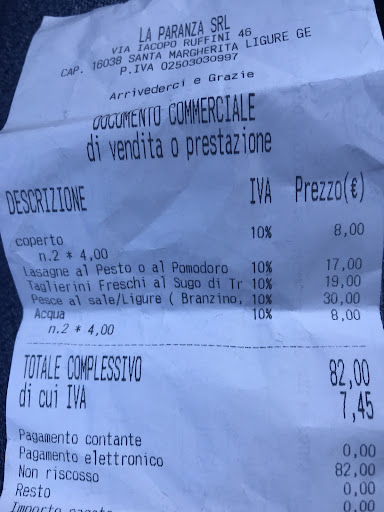 LA PARANZA SRL
VIA IACOPO RUFFINI 46
CAP. 16038 SANTA MARGHERITA LIGURE GE
P.IVA 02503030997
Arrivederci e Grazie
DOCUMENTO COMMERCIALE
di vendita o prestazione
DESCRIZIONE IVA Prezzo(€)
coperto 10% 8,00
n.2 * 4,00
Lasagne al Pesto o al Pomodoro 10% 17,00
Taglierini Freschi al Sugo di Tr 10% 19,00
Pesce al sale/Ligure ( Branzino, 10% 30,00
Acqua 10% 8,00
n.2 * 4,00
TOTALE COMPLESSIVO 82,00
di cui IVA 7,45
Pagamento contante 0,00
Pagamento elettronico 0,00
Non riscosso 82,00
Resto 0,00
Importo 0,00